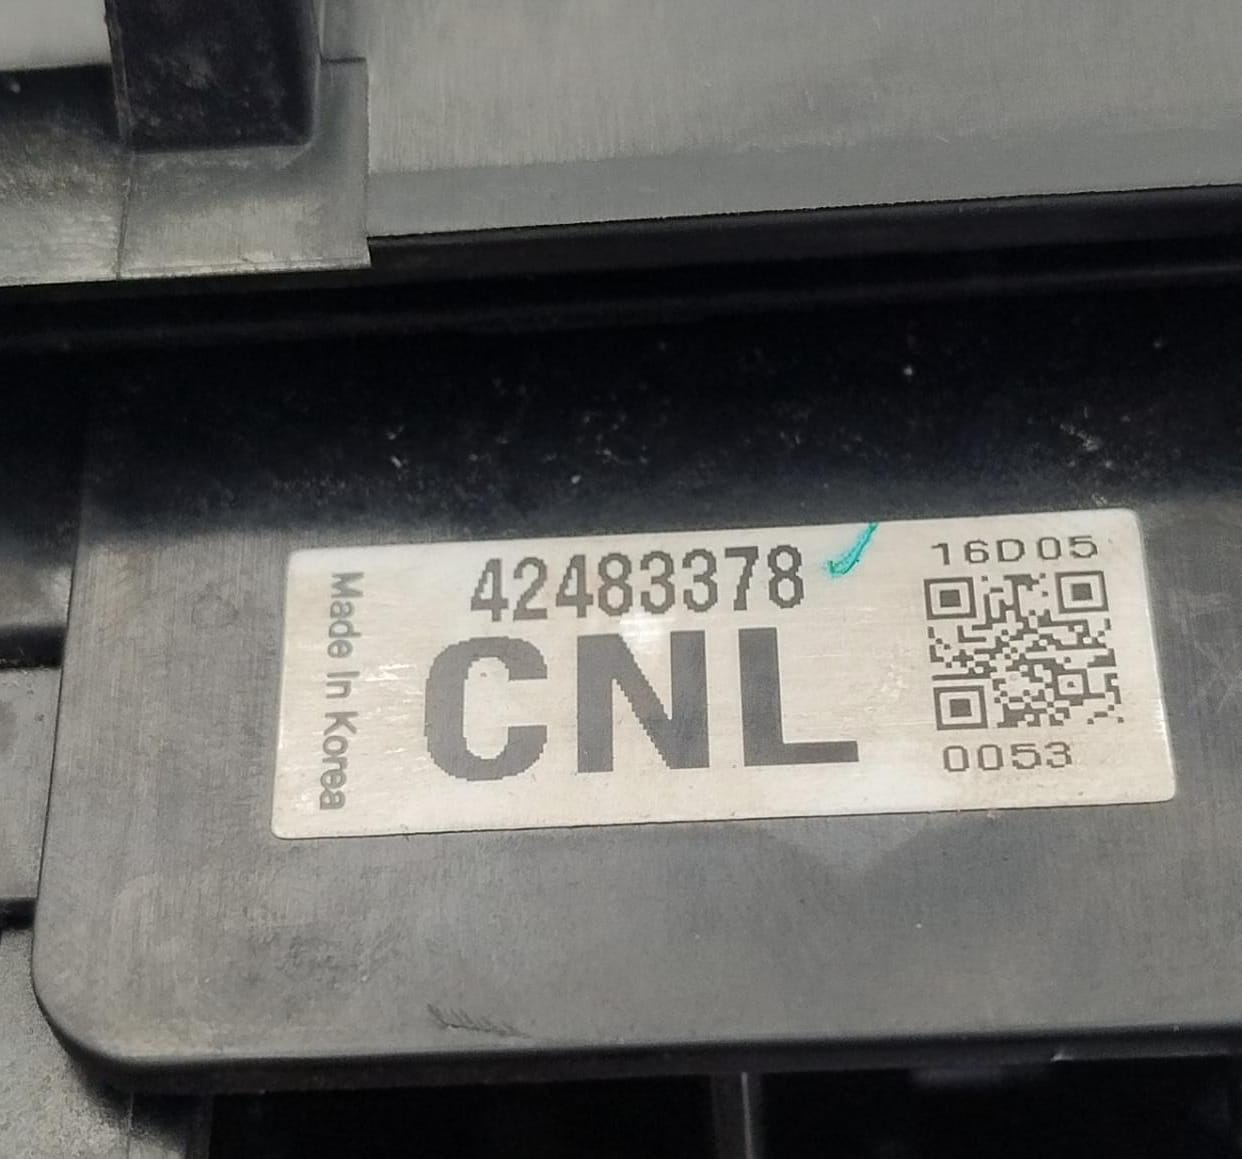 Made In Korea
42483378
CNL
16D05
0053